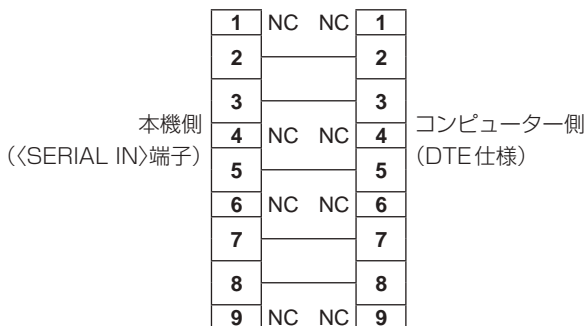 1 NC NC 1
2 2
3 3
本機側
(〈SERIAL IN〉端子)
4 NC NC 4
コンピューター側
(DTE仕様)
5 5
6 NC NC 6
7 7
8 8
9 NC NC 9